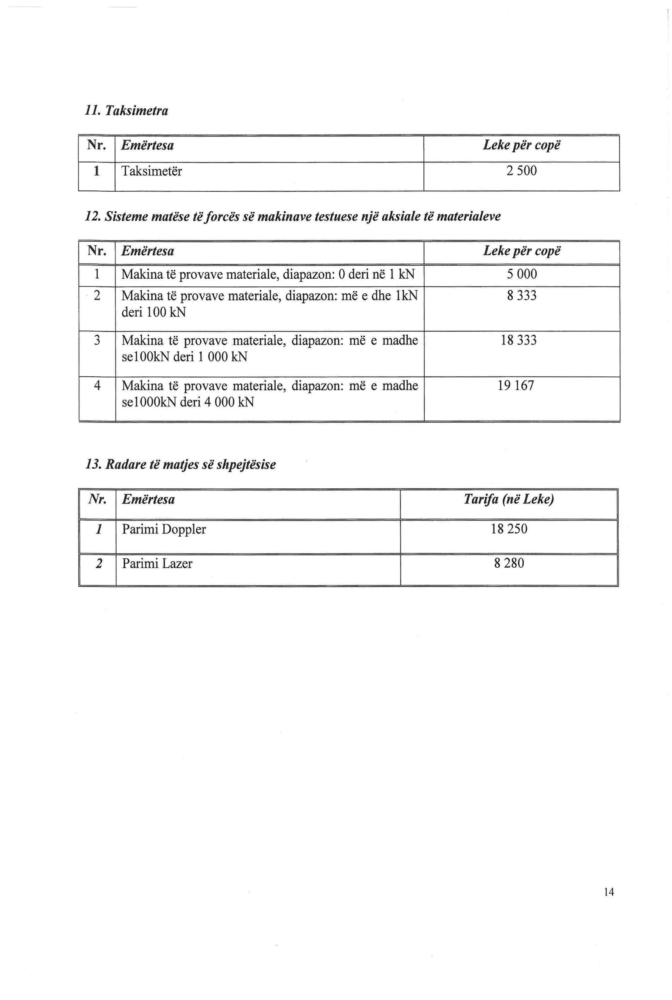 11. Taksimetra
Nr. Emërtesa Leke për copë
1 Taksimetër 2 500
12. Sisteme matëse të forcës së makinave testuese një aksiale të materialeve
Nr. Emërtesa Leke për copë
1 Makina të provave materiale, diapazon: 0 deri në 1 kN 5 000
2 Makina të provave materiale, diapazon: më e dhe 1kN 8 333
deri 100 kN
3 Makina të provave materiale, diapazon: më e madhe 18 333
se100kN deri 1 000 kN
4 Makina të provave materiale, diapazon: më e madhe 19 167
se1000kN deri 4 000 kN
13. Radare të matjes së shpejtësise
Nr. Emërtesa Tarifa (në Leke)
1 Parimi Doppler 18 250
2 Parimi Lazer 8 280
14